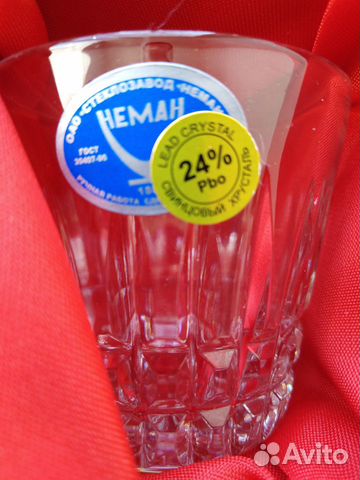 ОАО "СТЕКЛОЗАВОД "НЕМАН"
НЕМАН
ГОСТ
30407-96
РУЧНАЯ РАБОТА
LEAD CRYSTAL
24%
Pbo
СВИНЦОВЫЙ ХРУСТАЛЬ
Avito